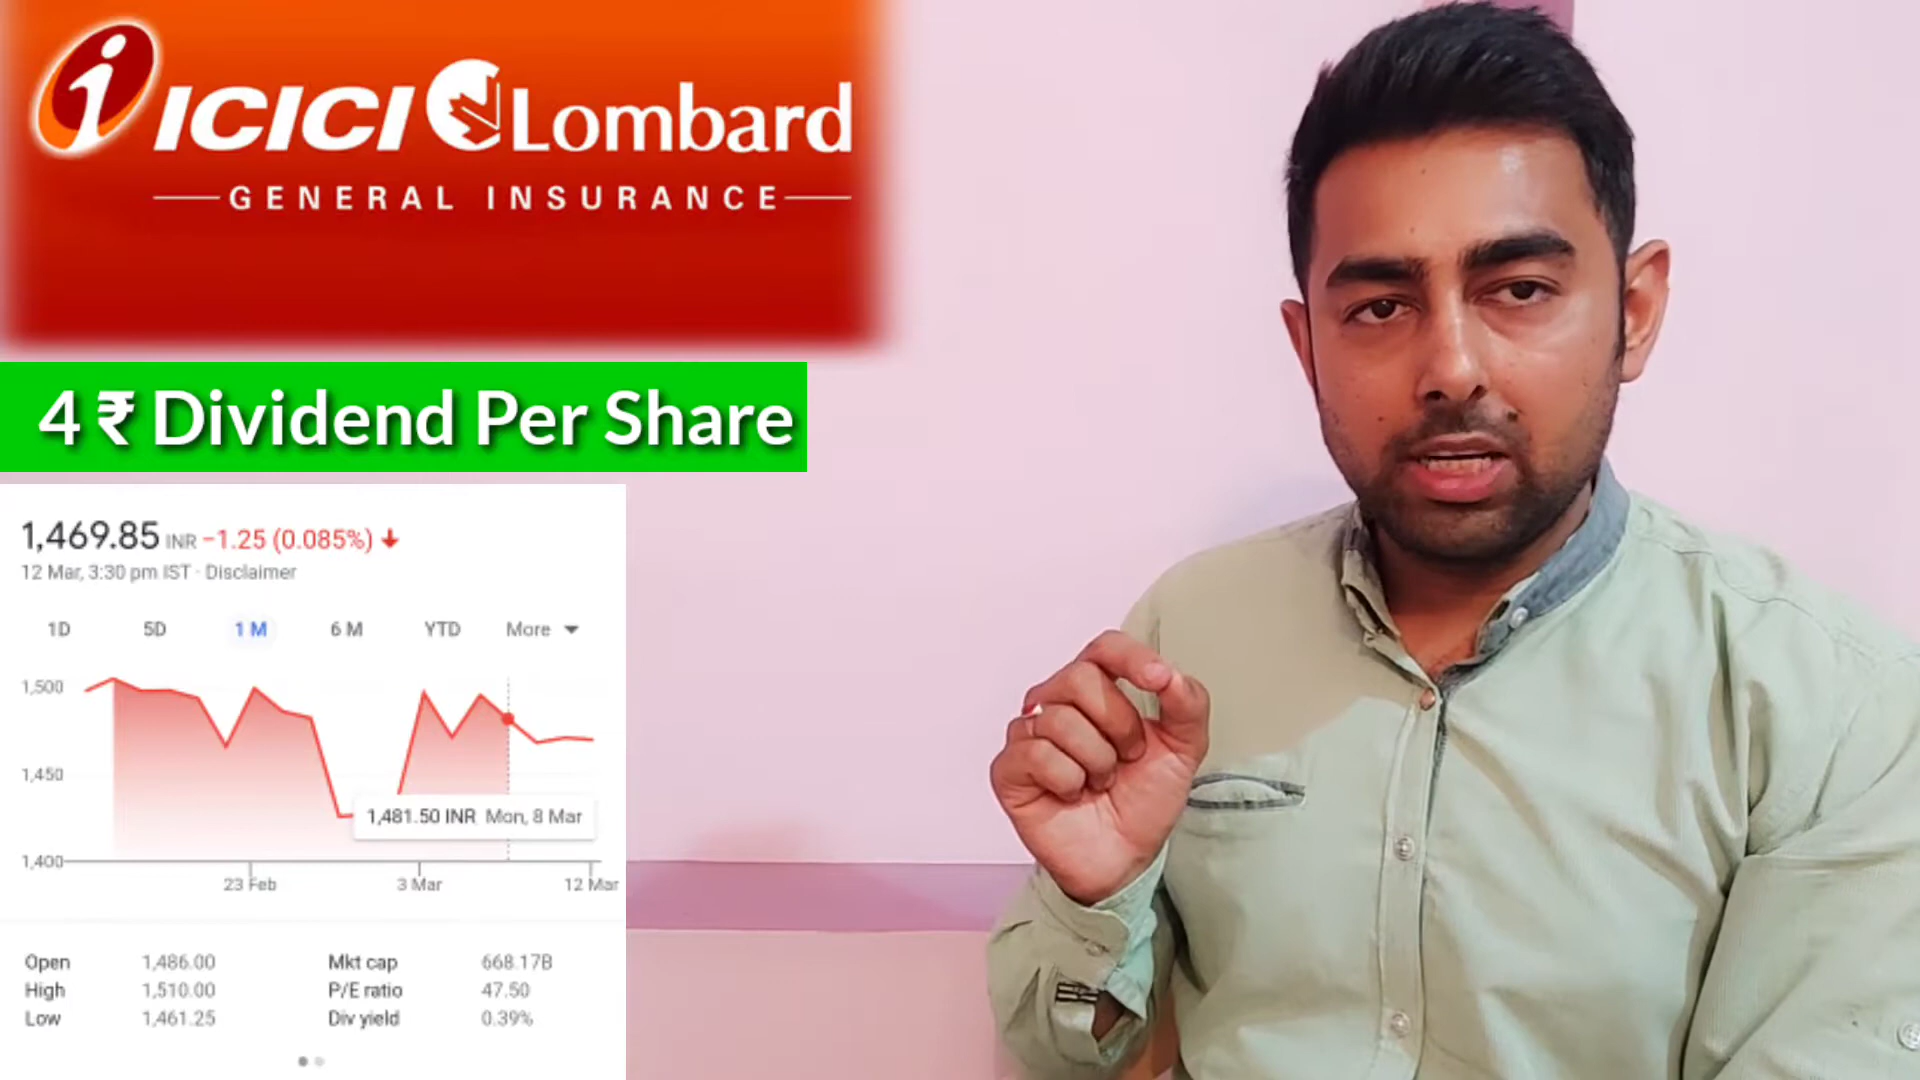 i ICICI Lombard
GENERAL INSURANCE
4 ₹ Dividend Per Share
1,469.85 INR −1.25 (0.085%) ↓
12 Mar, 3:30 pm IST · Disclaimer
1D 5D 1 M 6 M YTD More
1,500
1,450
1,481.50 INR Mon, 8 Mar
1,400
23 Feb 3 Mar 12 Mar
Open 1,486.00 Mkt cap 668.17B
High 1,510.00 P/E ratio 47.50
Low 1,461.25 Div yield 0.39%